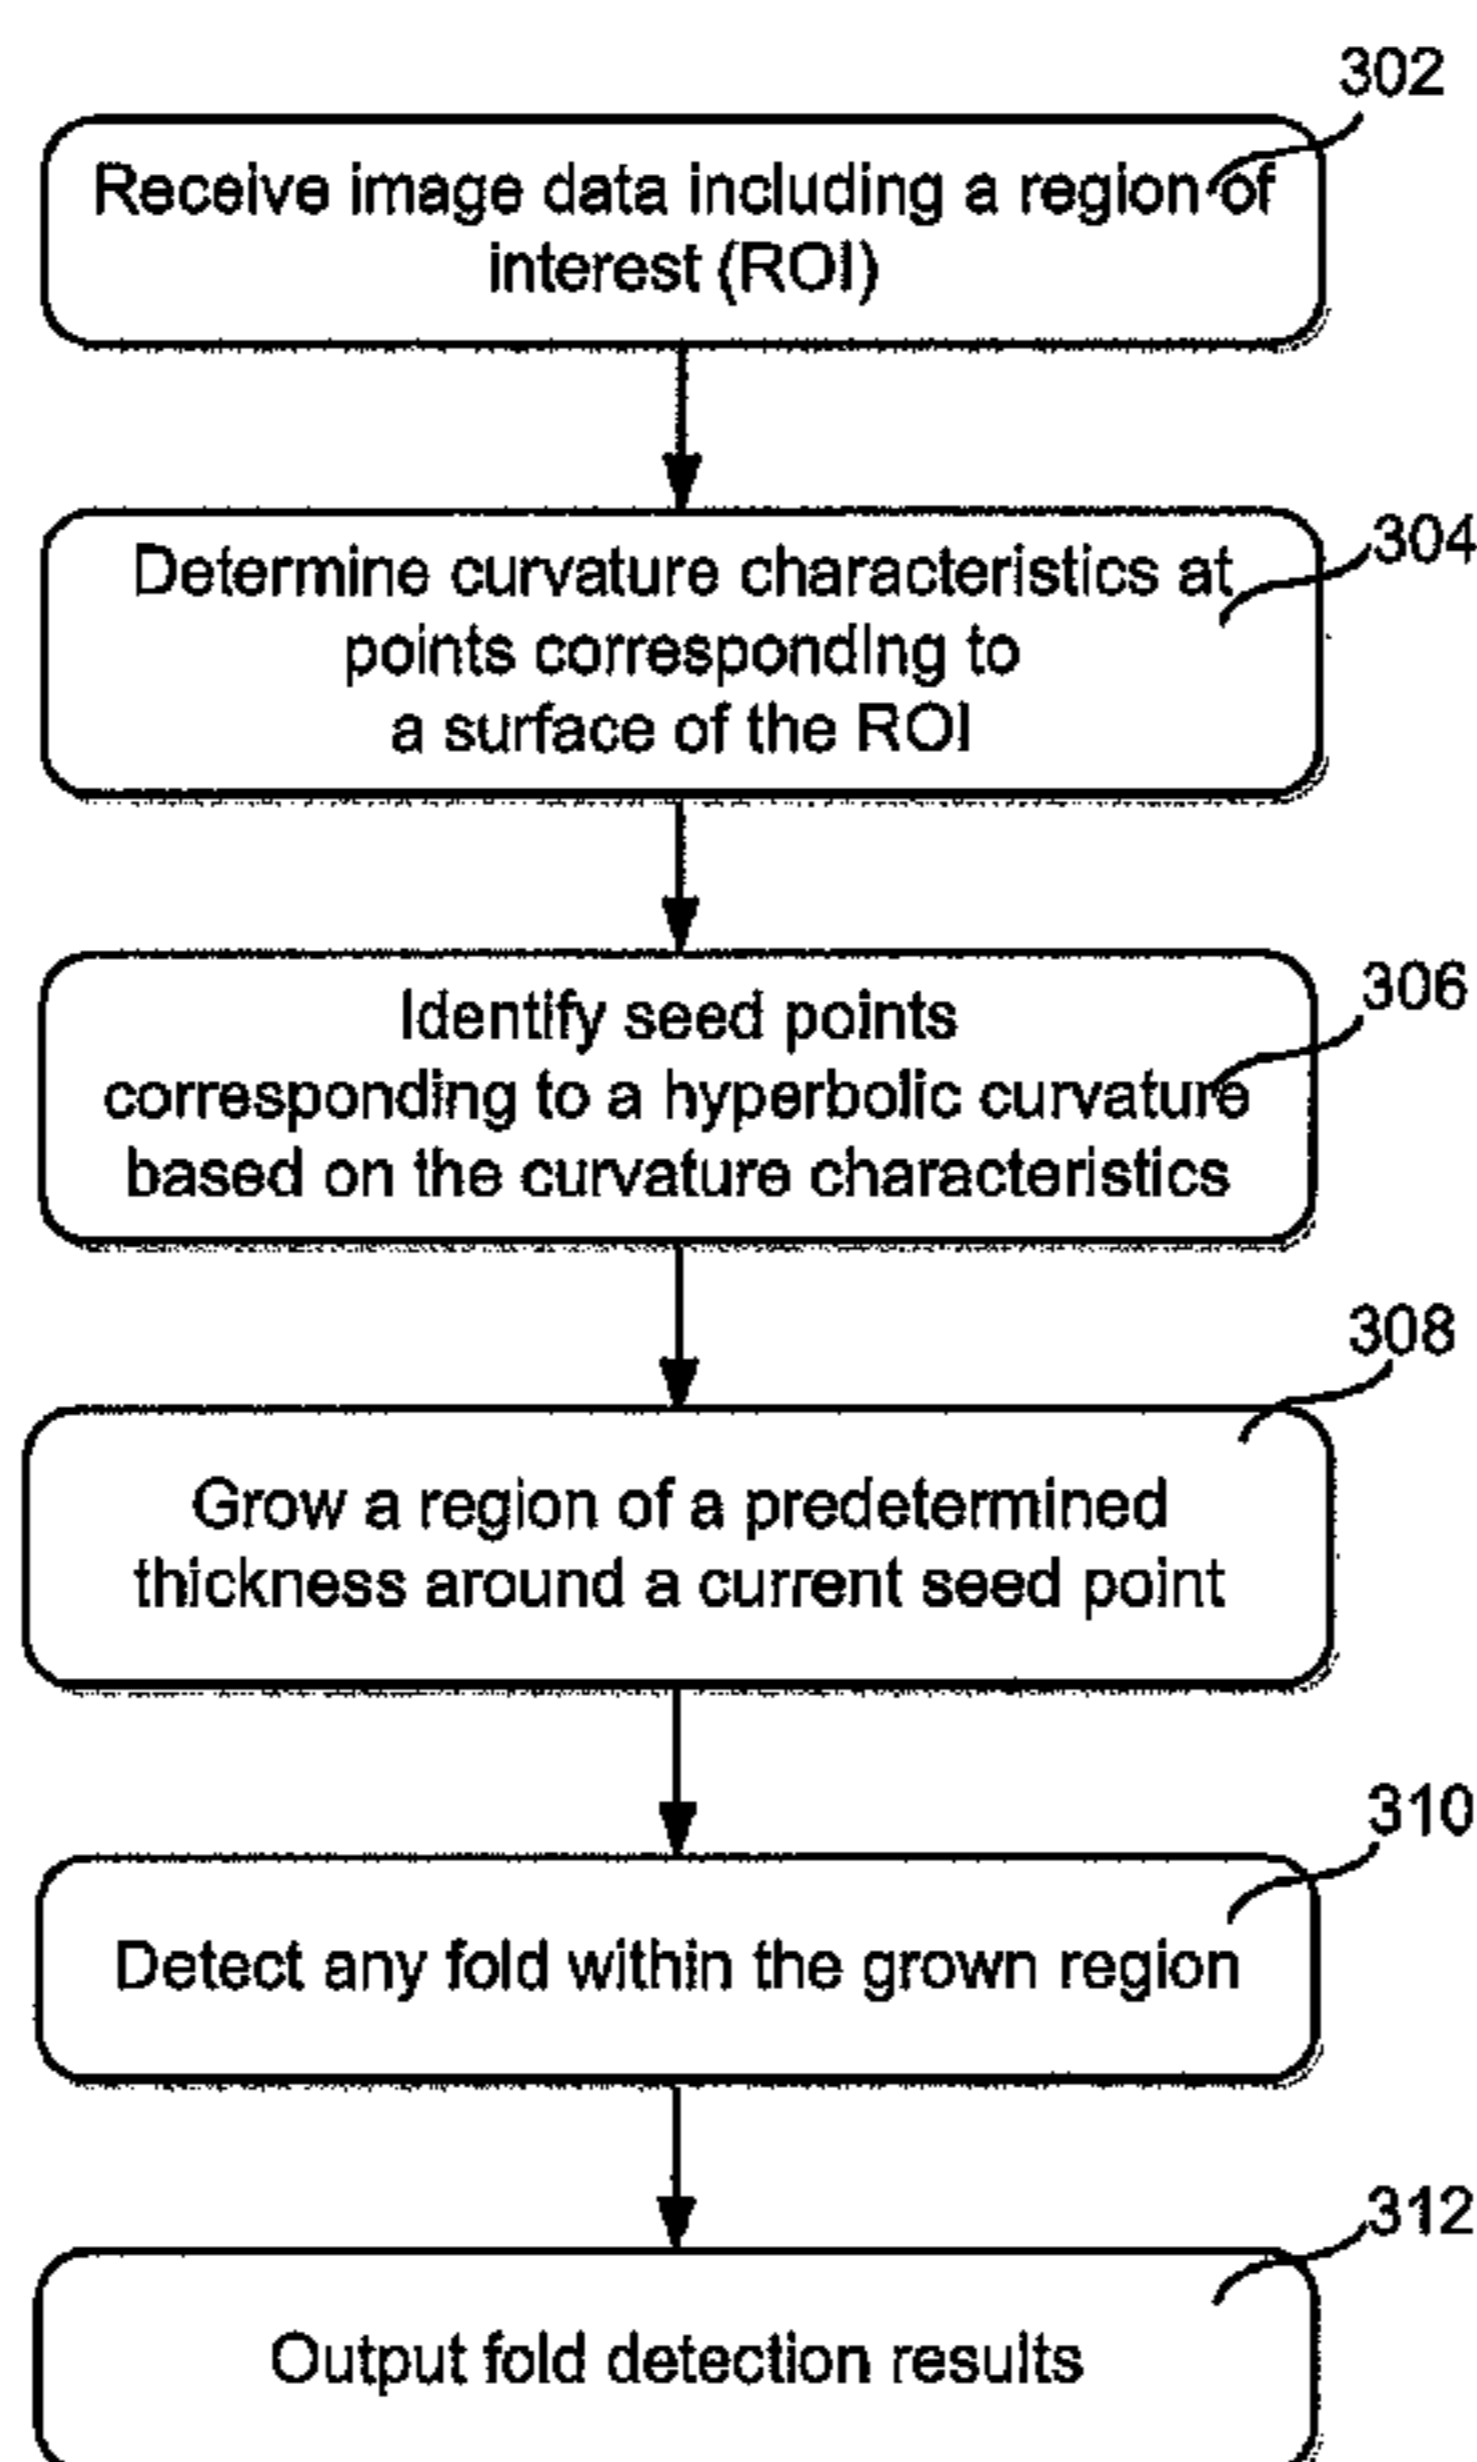 302
Receive image data including a region of
interest (ROI)
304
Determine curvature characteristics at
points corresponding to
a surface of the ROI
306
Identify seed points
corresponding to a hyperbolic curvature
based on the curvature characteristics
308
Grow a region of a predetermined
thickness around a current seed point
310
Detect any fold within the grown region
312
Output fold detection results